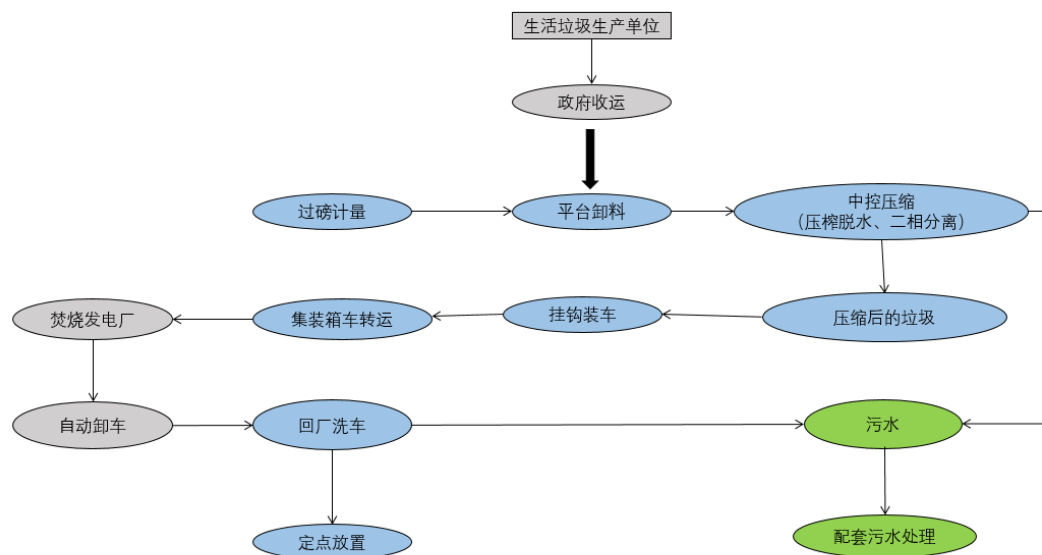 生活垃圾生产单位
政府收运
过磅计量
平台卸料
中控压缩
（压榨脱水、二相分离）
焚烧发电厂
集装箱车转运
挂钩装车
压缩后的垃圾
自动卸车
回厂洗车
污水
定点放置
配套污水处理